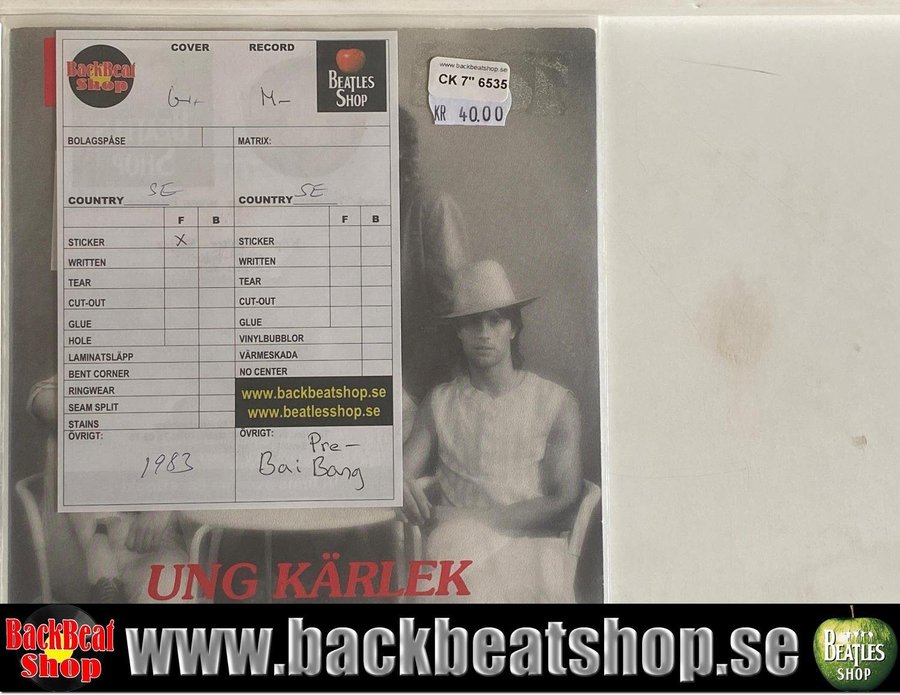 COVER RECORD
BackBeat
Shop
BEATLES
SHOP
M-
www.backbeatshop.se
CK 7" 6535
KR 40.00
BOLAGSPÅSE MATRIX:
COUNTRY SE COUNTRY SE
F B F B
STICKER X STICKER
WRITTEN WRITTEN
TEAR TEAR
CUT-OUT CUT-OUT
GLUE GLUE
HOLE VINYLBUBBLOR
LAMINATSLÄPP VÄRMESKADA
BENT CORNER NO CENTER
RINGWEAR www.backbeatshop.se
SEAM SPLIT www.beatlesshop.se
STAINS
ÖVRIGT: ÖVRIGT:
1983 Pre-
Bai Bang
UNG KÄRLEK
BackBeat
Shop
www.backbeatshop.se
BEATLES
SHOP